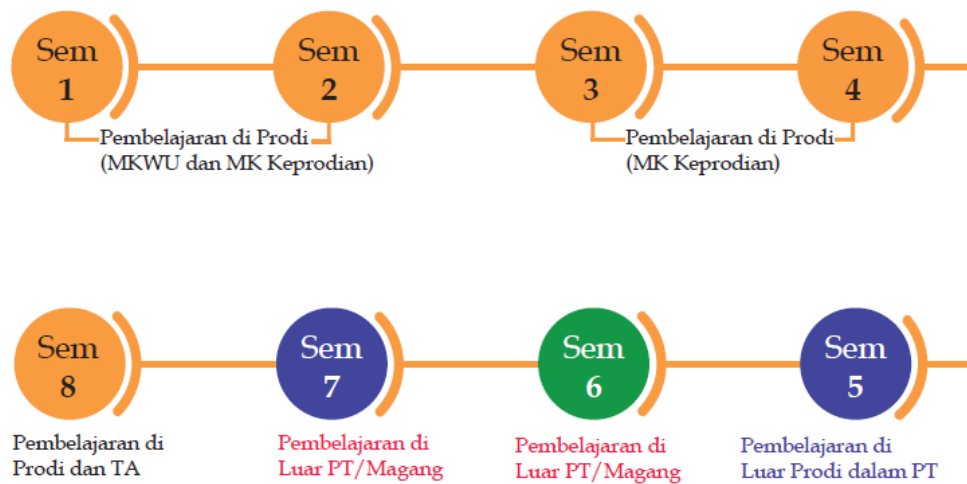 Sem
1
Sem
2
Sem
3
Sem
4
Pembelajaran di Prodi
(MKWU dan MK Keprodian)
Pembelajaran di Prodi
(MK Keprodian)
Sem
8
Sem
7
Sem
6
Sem
5
Pembelajaran di
Prodi dan TA
Pembelajaran di
Luar PT/Magang
Pembelajaran di
Luar PT/Magang
Pembelajaran di
Luar Prodi dalam PT